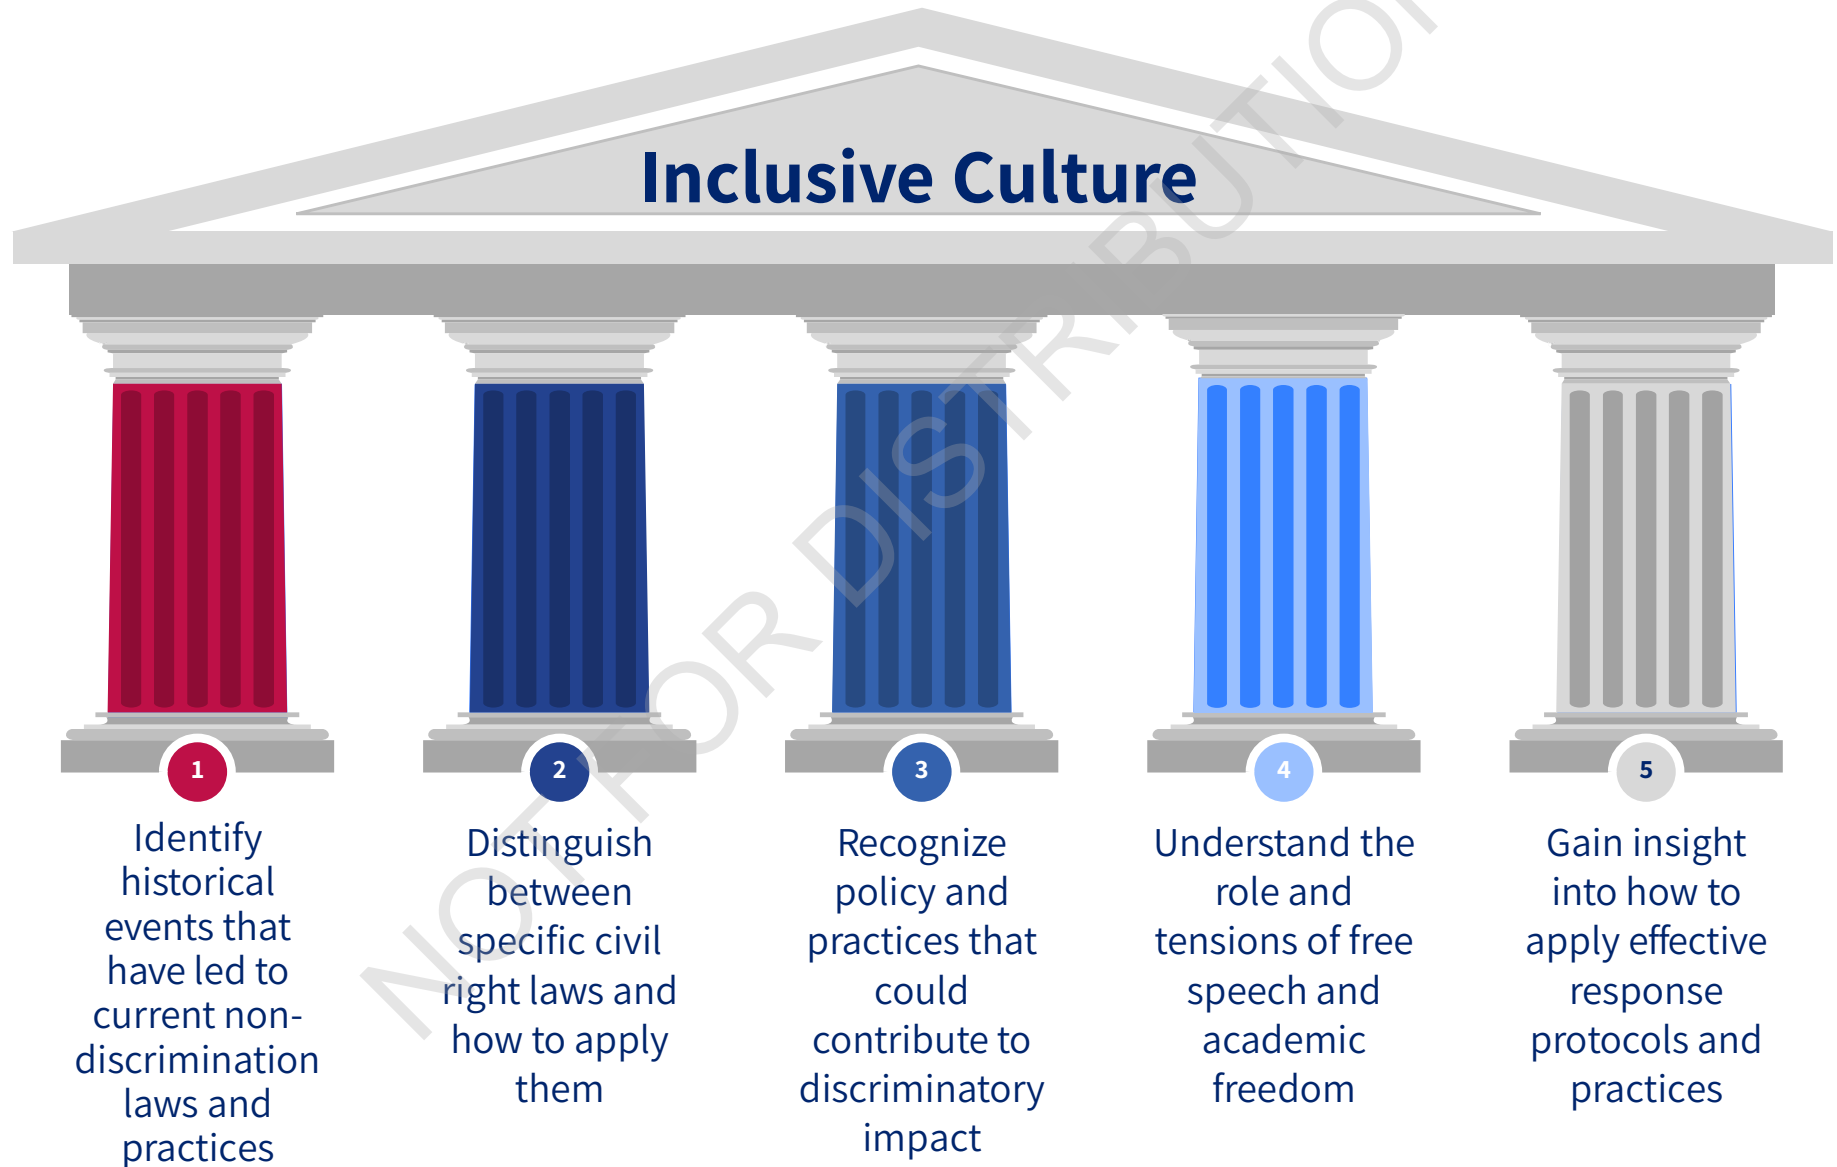 Inclusive Culture
1
Identify
historical
events that
have led to
current non-
discrimination
laws and
practices
2
Distinguish
between
specific civil
right laws and
how to apply
them
3
Recognize
policy and
practices that
could
contribute to
discriminatory
impact
4
Understand the
role and
tensions of free
speech and
academic
freedom
5
Gain insight
into how to
apply effective
response
protocols and
practices
NOT FOR DISTRIBUTION